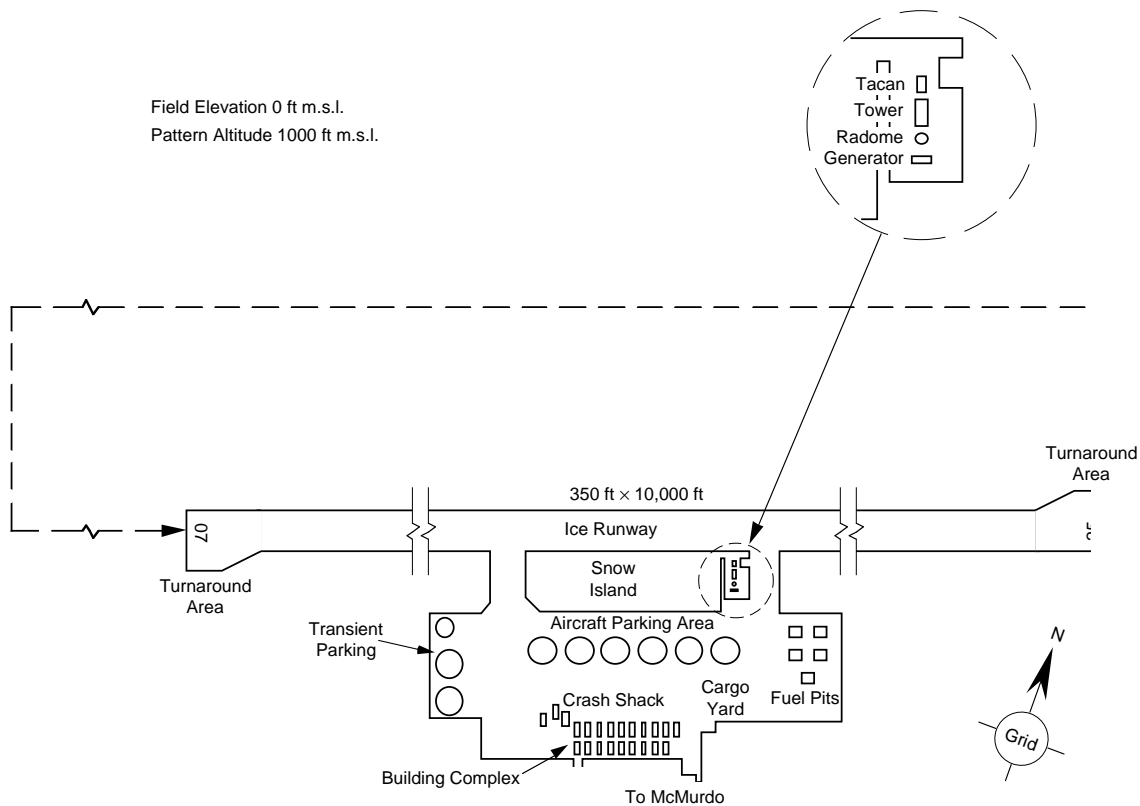 Field Elevation 0 ft m.s.l.
Pattern Altitude 1000 ft m.s.l.
Tacan
Tower
Radome
Generator
Turnaround
Area
350 ft × 10,000 ft
Ice Runway
07
Turnaround
Area
Snow
Island
Transient
Parking
Aircraft Parking Area
Crash Shack
Cargo
Yard
Fuel Pits
Building Complex
To McMurdo
N
Grid